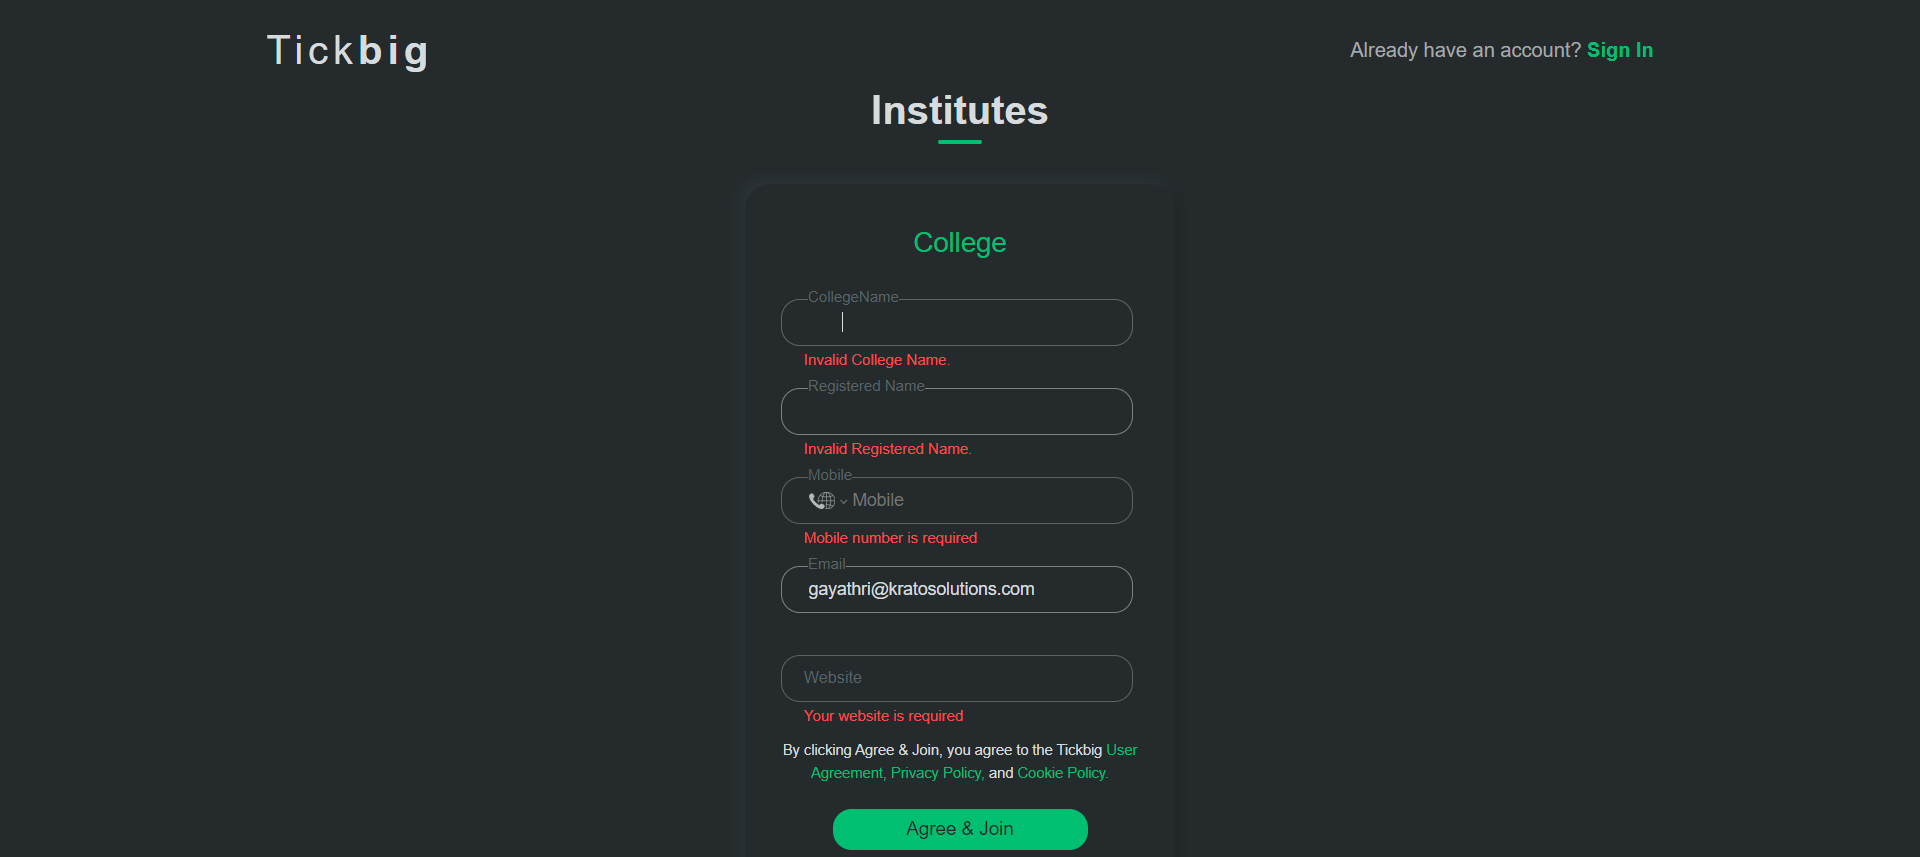 Tickbig
Already have an account? Sign In
Institutes
College
CollegeName
Invalid College Name.
Registered Name
Invalid Registered Name.
Mobile
Mobile
Mobile number is required
Email
gayathri@kratosolutions.com
Website
Your website is required
By clicking Agree & Join, you agree to the Tickbig User
Agreement, Privacy Policy, and Cookie Policy.
Agree & Join